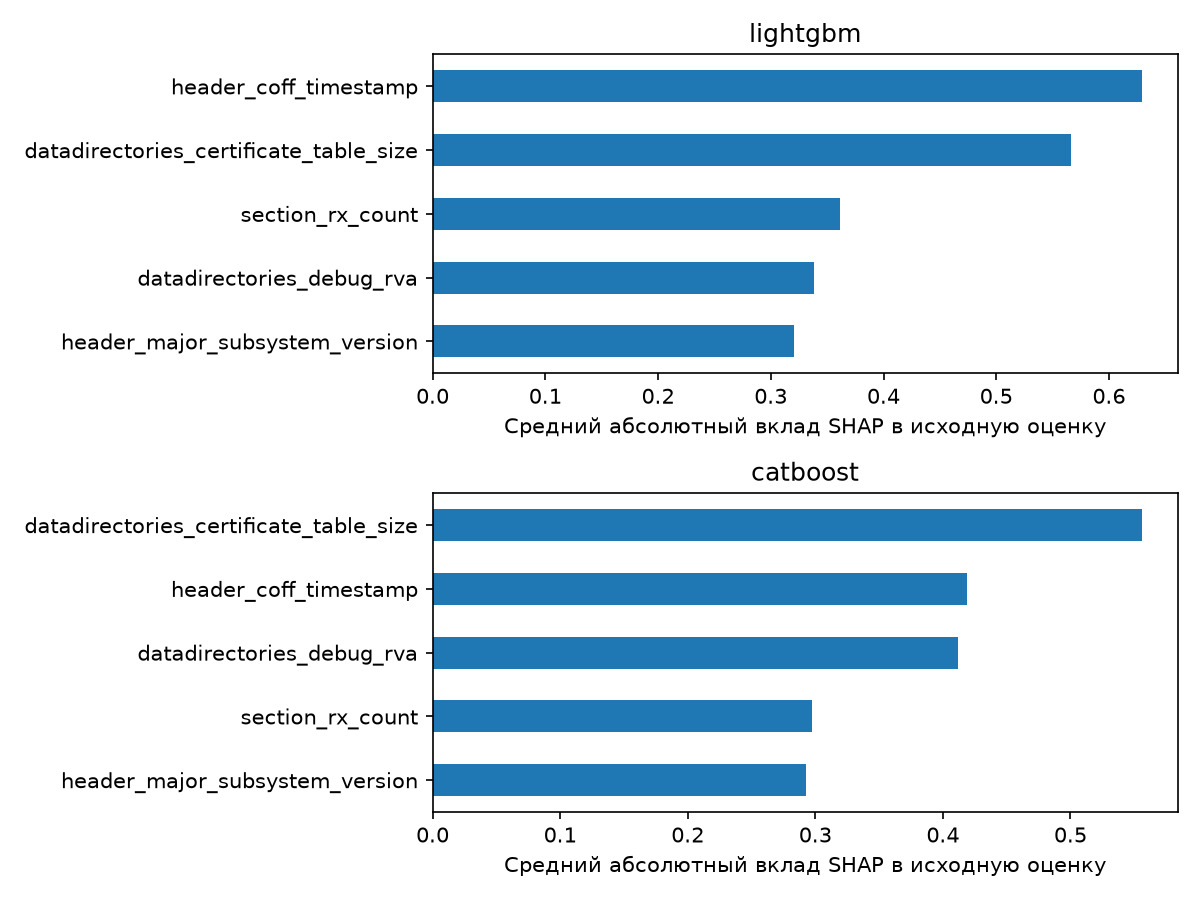 lightgbm
header_coff_timestamp
datadirectories_certificate_table_size
section_rx_count
datadirectories_debug_rva
header_major_subsystem_version
0.0 0.1 0.2 0.3 0.4 0.5 0.6
Средний абсолютный вклад SHAP в исходную оценку
catboost
datadirectories_certificate_table_size
header_coff_timestamp
datadirectories_debug_rva
section_rx_count
header_major_subsystem_version
0.0 0.1 0.2 0.3 0.4 0.5
Средний абсолютный вклад SHAP в исходную оценку